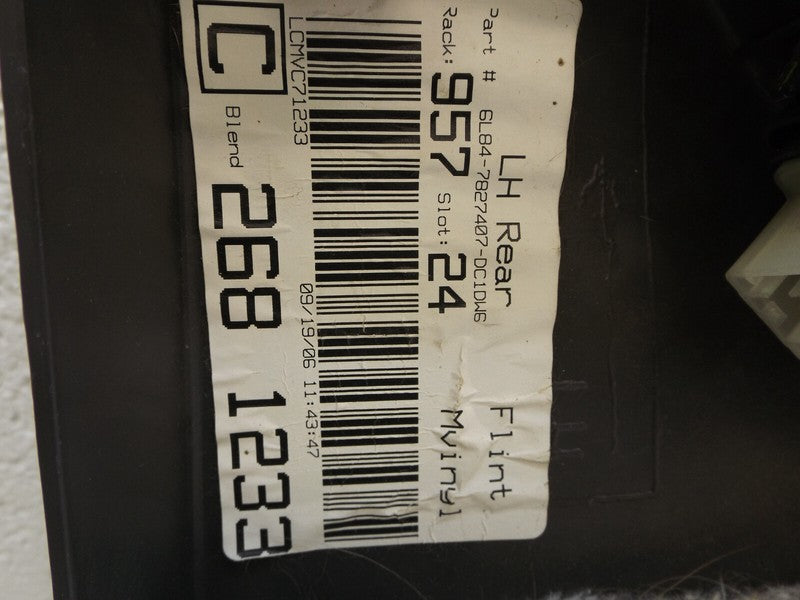 LH Rear Flint
Part # 6L84-7827407-DC1DW6
Rack: 957 Slot: 24 Mvinyl
LCMVC71233 09/19/06 11:43:47
C Blend 268 1233